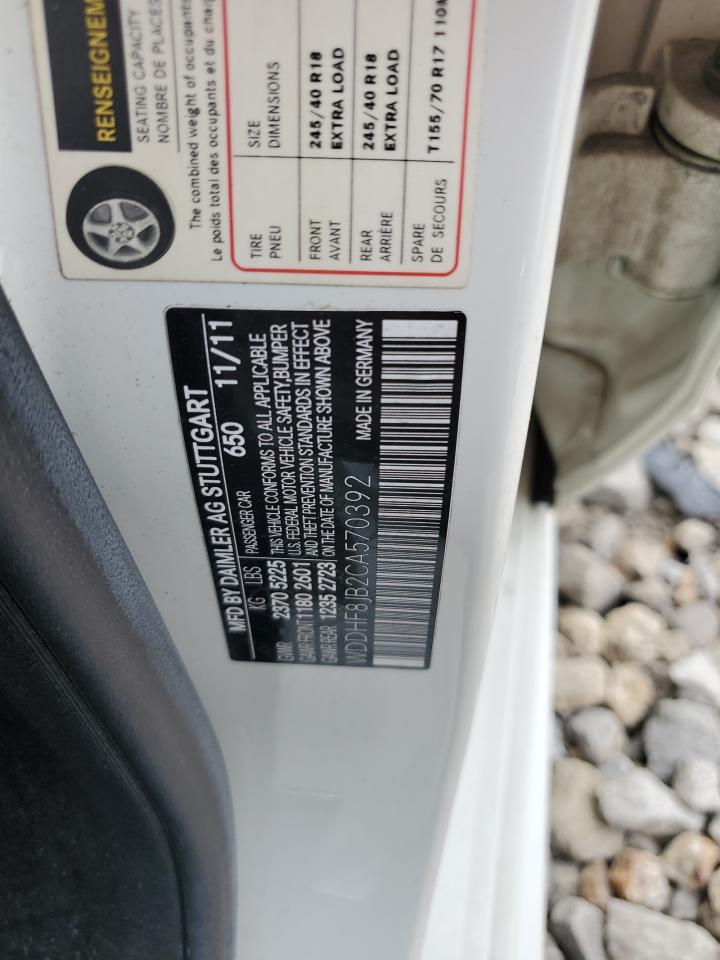 RENSEIGNEM
SEATING CAPACITY
NOMBRE DE PLACES
The combined weight of occupants
Le poids total des occupants et du char
TIRE SIZE
PNEU DIMENSIONS
FRONT 245/40 R18
AVANT EXTRA LOAD
REAR 245/40 R18
ARRIÈRE EXTRA LOAD
SPARE T155/70 R17 110M
DE SECOURS
MFD BY DAIMLER AG STUTTGART
KG LBS PASSENGER CAR 650 11/11
GVWR 2370 5225 THIS VEHICLE CONFORMS TO ALL APPLICABLE
GAWR FRONT 1180 2601 U.S. FEDERAL MOTOR VEHICLE SAFETY, BUMPER
GAWR REAR 1235 2723 AND THEFT PREVENTION STANDARDS IN EFFECT
ON THE DATE OF MANUFACTURE SHOWN ABOVE
WDDHF8JB2CA570392 MADE IN GERMANY